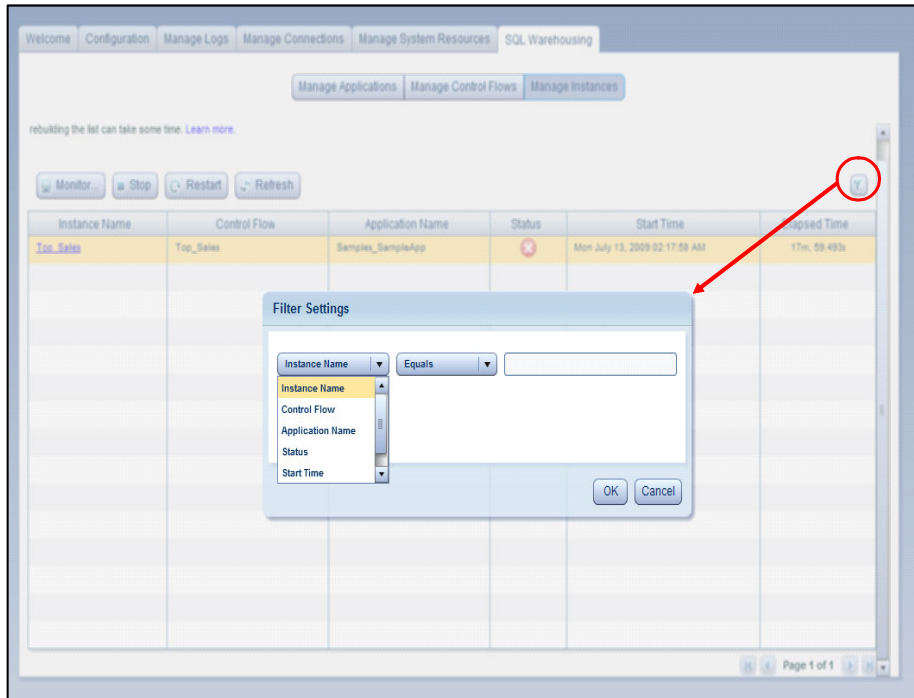 Welcome Configuration Manage Logs Manage Connections Manage System Resources SQL Warehousing
Manage Applications Manage Control Flows Manage Instances
rebuilding the list can take some time. Learn more.
Monitor... Stop Restart Refresh
Instance Name Control Flow Application Name Status Start Time Elapsed Time
Top_Sales Top_Sales Samples_SampleApp Mon July 13, 2009 02:17:58 AM 17m, 59.493s
Filter Settings
Instance Name Equals
Instance Name
Control Flow
Application Name
Status
Start Time
OK Cancel
Page 1 of 1